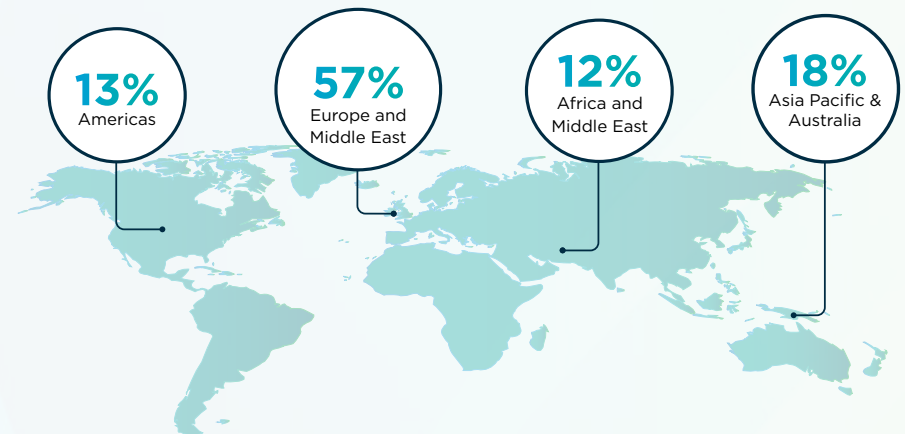 13%
Americas
57%
Europe and
Middle East
12%
Africa and
Middle East
18%
Asia Pacific &
Australia